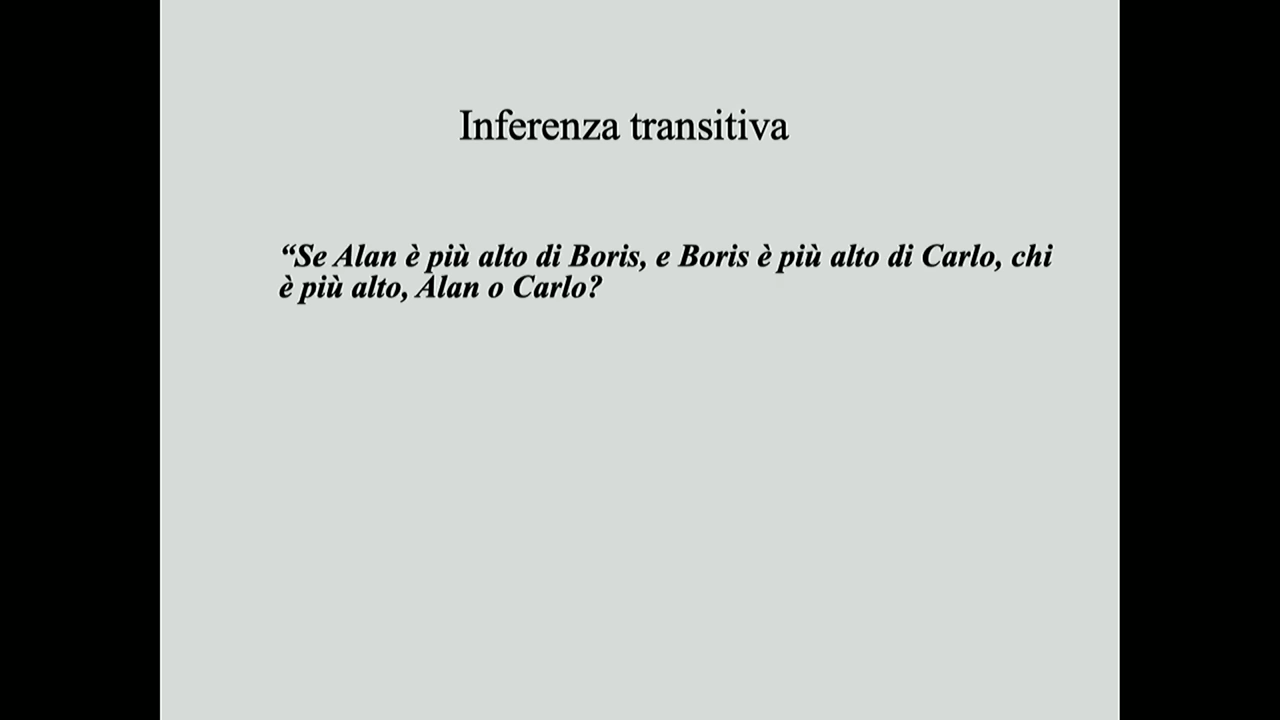 Inferenza transitiva
“Se Alan è più alto di Boris, e Boris è più alto di Carlo, chi
è più alto, Alan o Carlo?